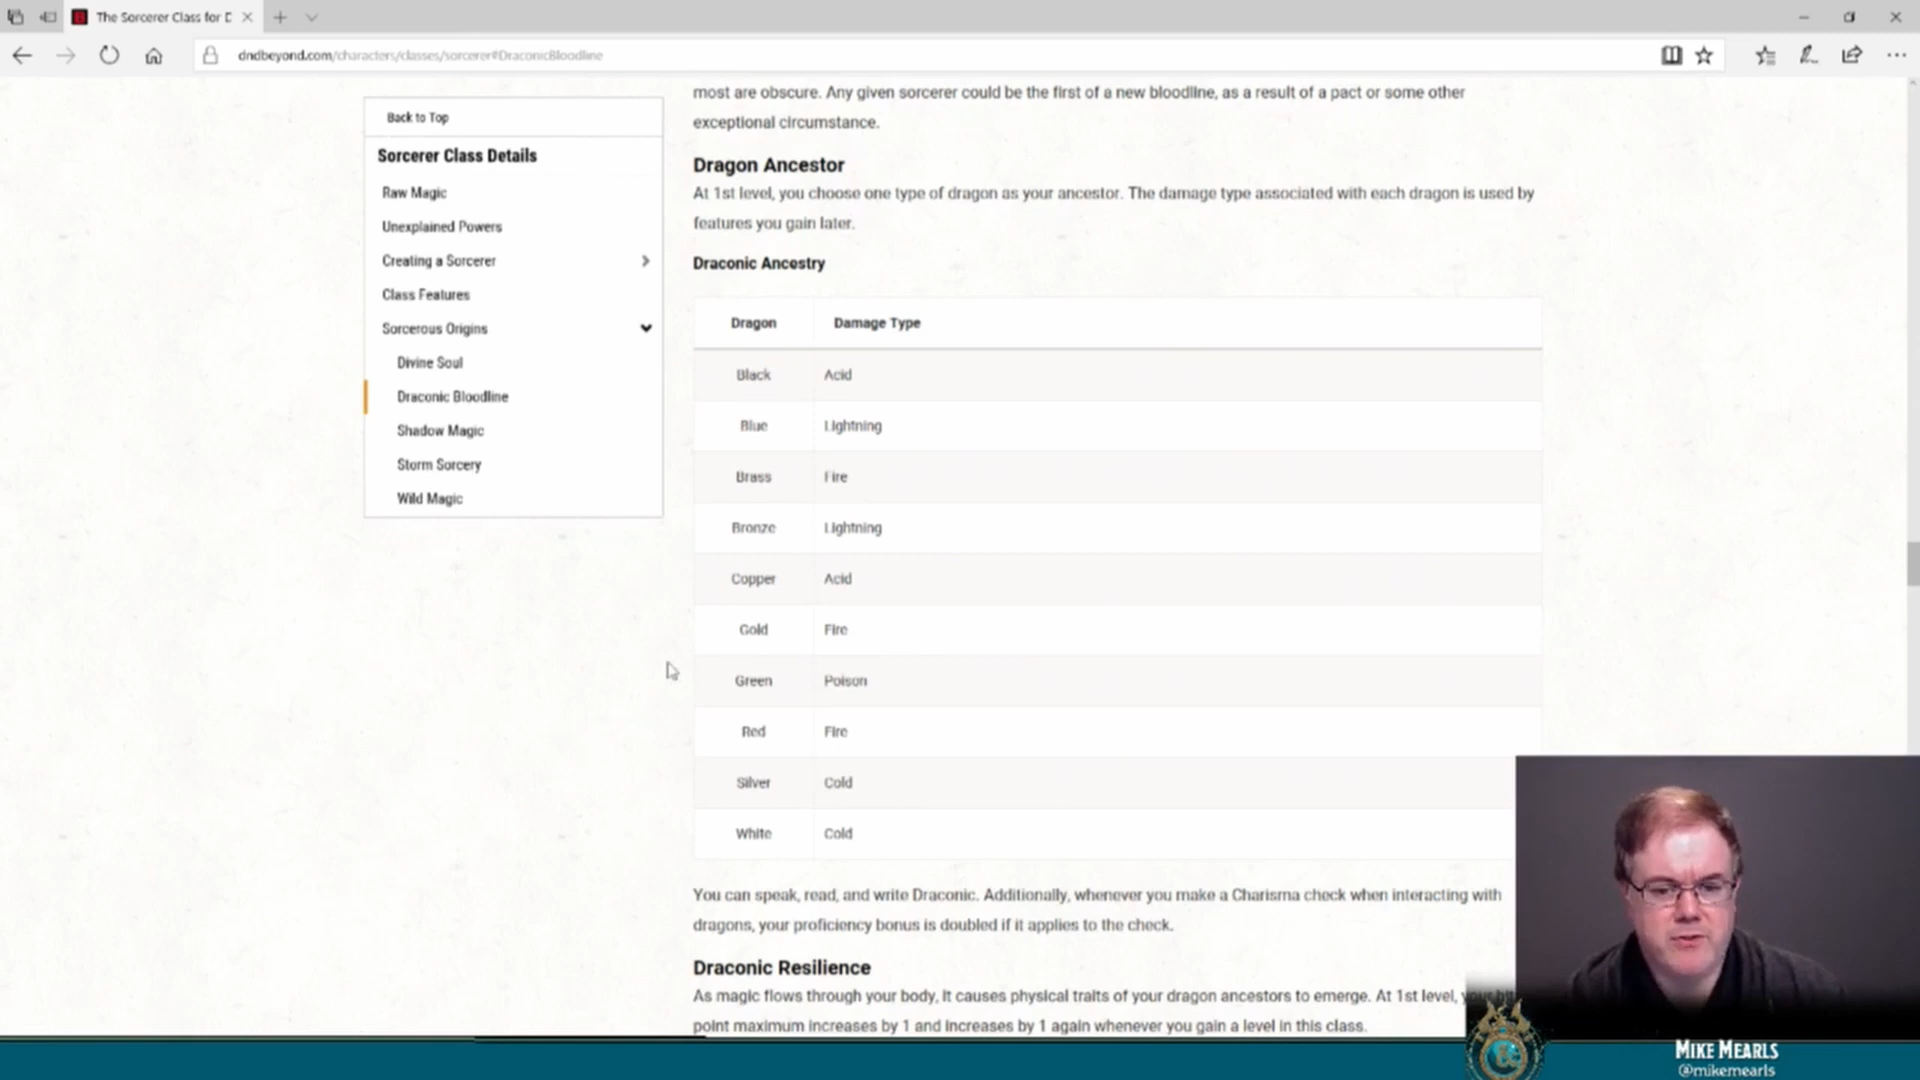 The Sorcerer Class for D
dndbeyond.com/characters/classes/sorcerer#DraconicBloodline
Back to Top
Sorcerer Class Details
Raw Magic
Unexplained Powers
Creating a Sorcerer
Class Features
Sorcerous Origins
Divine Soul
Draconic Bloodline
Shadow Magic
Storm Sorcery
Wild Magic
most are obscure. Any given sorcerer could be the first of a new bloodline, as a result of a pact or some other
exceptional circumstance.
Dragon Ancestor
At 1st level, you choose one type of dragon as your ancestor. The damage type associated with each dragon is used by
features you gain later.
Draconic Ancestry
Dragon Damage Type
Black Acid
Blue Lightning
Brass Fire
Bronze Lightning
Copper Acid
Gold Fire
Green Poison
Red Fire
Silver Cold
White Cold
You can speak, read, and write Draconic. Additionally, whenever you make a Charisma check when interacting with
dragons, your proficiency bonus is doubled if it applies to the check.
Draconic Resilience
As magic flows through your body, it causes physical traits of your dragon ancestors to emerge. At 1st level, your hit
point maximum increases by 1 and increases by 1 again whenever you gain a level in this class.
Mike Mearls
@mikemearls